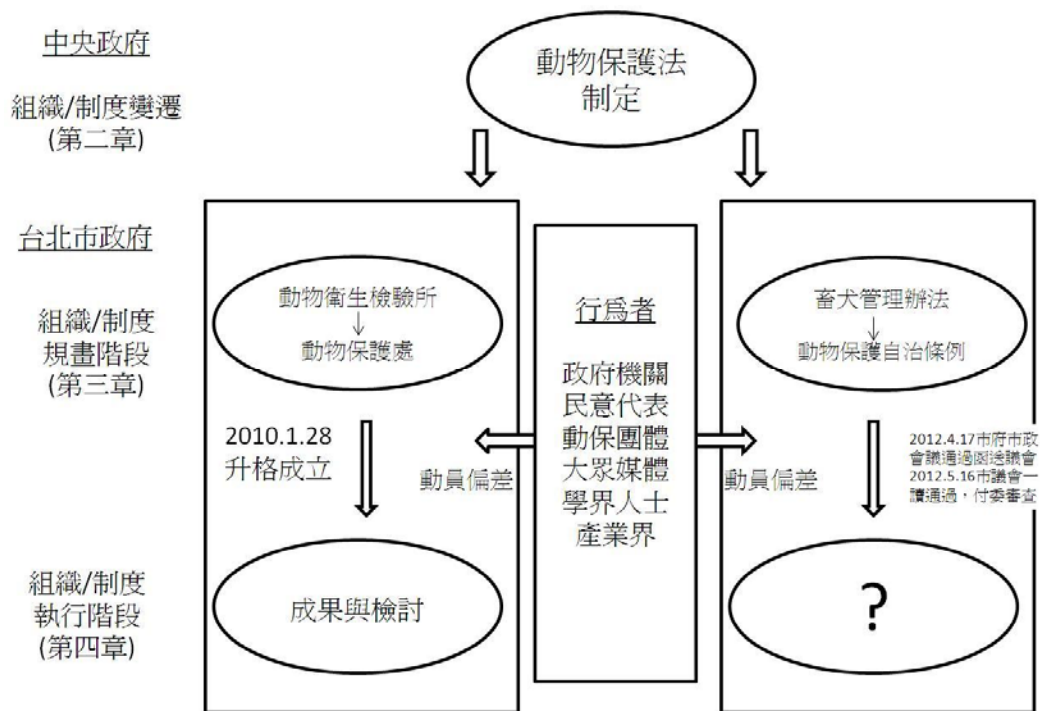 中央政府
組織/制度變遷
(第二章)
動物保護法
制定
台北市政府
組織/制度
規畫階段
(第三章)
動物衛生檢驗所
↓
動物保護處
2010.1.28
升格成立
動員偏差
行為者
政府機關
民意代表
動保團體
大眾媒體
學界人士
產業界
動員偏差
畜犬管理辦法
↓
動物保護自治條例
2012.4.17市府市政
會議通過函送議會
2012.5.16市議會一
讀通過，付委審查
組織/制度
執行階段
(第四章)
成果與檢討
?